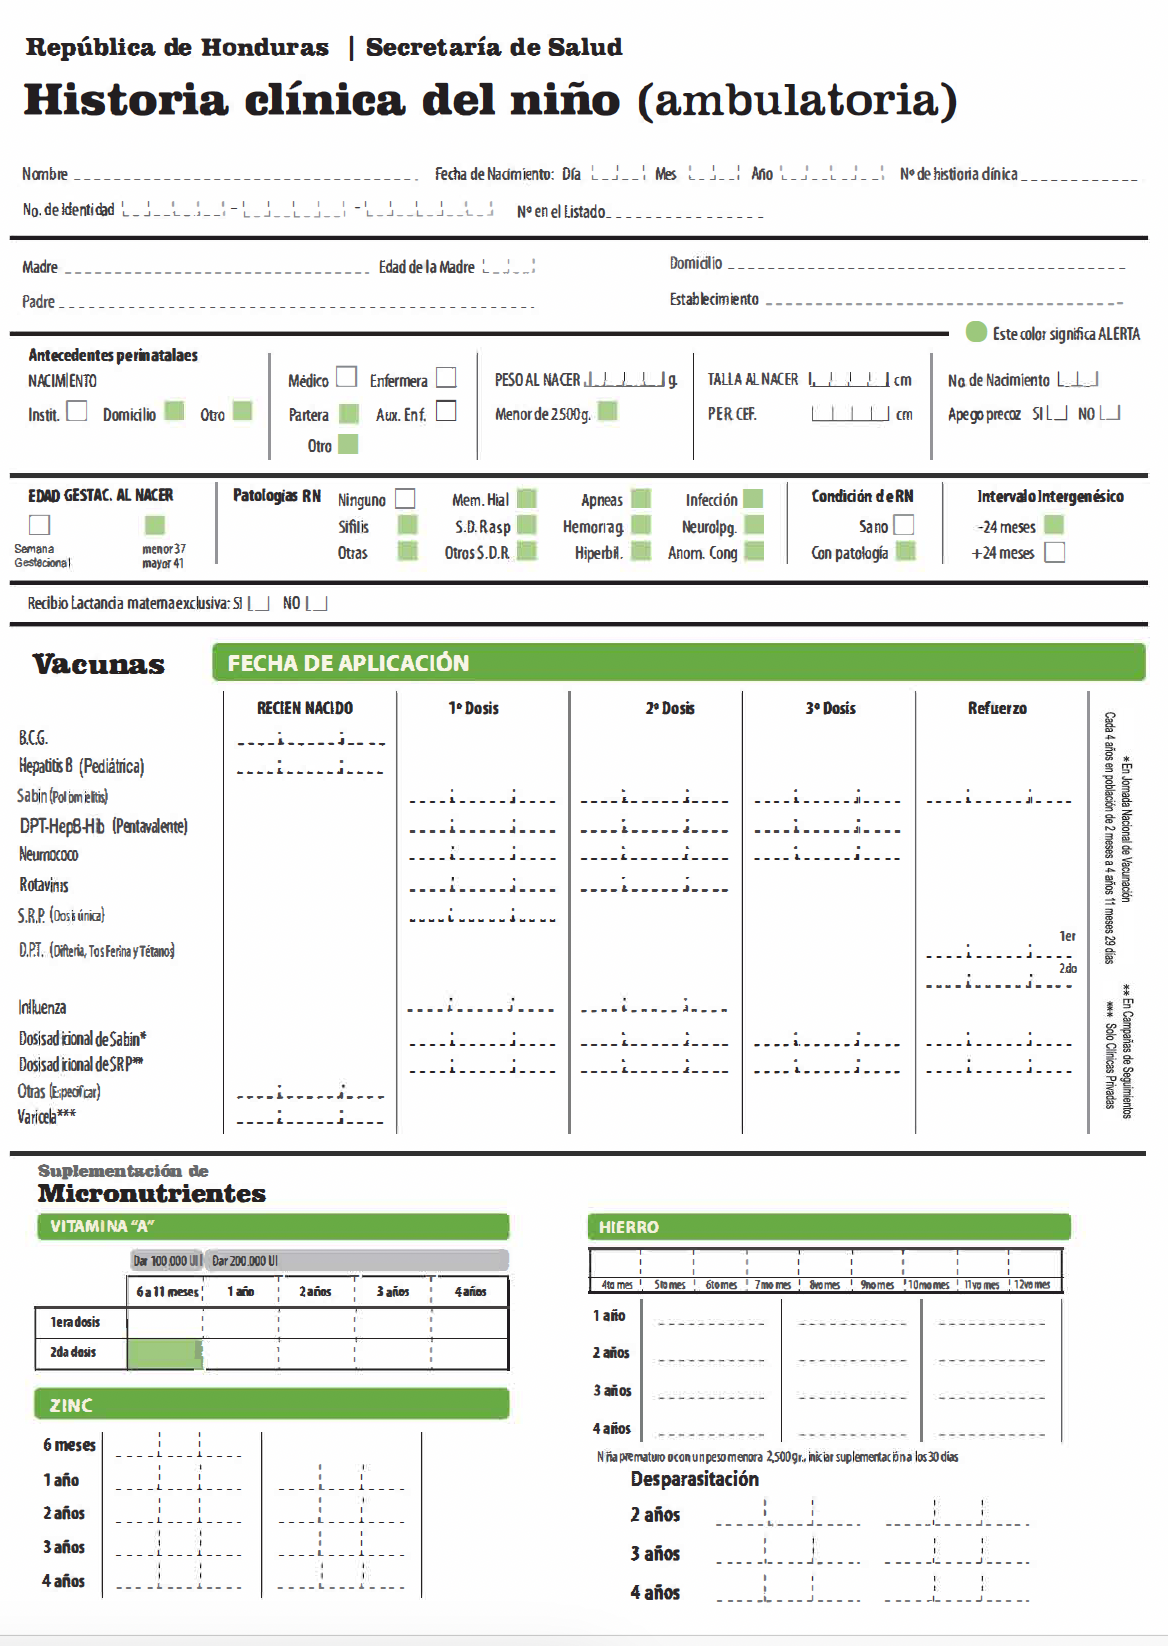 República de Honduras | Secretaría de Salud
Historia clínica del niño (ambulatoria)
Nombre Fecha de Nacimiento: Día Mes Año Nº de histioria clínica
No. de Identidad - - Nº en el Listado
Madre Edad de la Madre Domicilio
Padre Establecimiento
Este color significa ALERTA
Antecedentes perinatalaes
NACIMIENTO Médico Enfermera PESO AL NACER g. TALLA AL NACER cm No. de Nacimiento
Instit. Domicilio Otro Partera Aux. Enf. Menor de 2500 g. PER CEF. cm Apego precoz SI NO
Otro
EDAD GESTAC. AL NACER Patologías RN Ninguno Mem. Hial Apneas Infección Condición de RN Intervalo Intergenésico
Sífilis S.D.Rasp Hemorrag. Neurolpg. Sano -24 meses
Semana Gestacional menor 37 mayor 41 Otras Otros S.D.R. Hiperbil. Anom. Cong Con patología +24 meses
Recibio Lactancia materna exclusiva: SI NO
Vacunas FECHA DE APLICACIÓN
RECIEN NACIDO 1º Dosis 2º Dosis 3º Dosis Refuerzo
B.C.G.
Hepatitis B (Pediátrica)
Sabin (Poliomielitis)
DPT-HepB-Hib (Pentavalente)
Neumococo
Rotavirus
S.R.P. (Dosis única)
D.P.T. (Difteria, Tos Ferina y Tétanos) 1er
2do
Influenza
Dosis adicional de Sabin*
Dosis adicional de SRP**
Otras (Especificar)
Varicela***
* En Jornada Nacional de Vacunación
Cada 4 años en población de 2 meses a 4 años 11 meses 29 días
** En Campañas de Seguimientos
*** Solo Clínicas Privadas
Suplementación de
Micronutrientes
VITAMINA "A"
Dar 100.000 UI Dar 200.000 UI
6 a 11 meses 1 año 2 años 3 años 4 años
1era dosis
2da dosis
ZINC
6 meses
1 año
2 años
3 años
4 años
HIERRO
4to mes 5to mes 6to mes 7mo mes 8vo mes 9no mes 10mo mes 11vo mes 12vo mes
1 año
2 años
3 años
4 años
Niña prematuro o con un peso menor a 2,500 gr., iniciar suplementación a los 30 días
Desparasitación
2 años
3 años
4 años